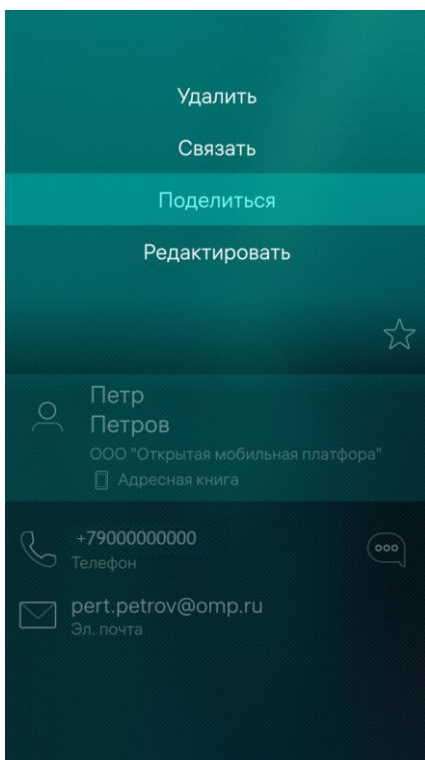 Удалить
Связать
Поделиться
Редактировать
Петр
Петров
ООО "Открытая мобильная платфора"
Адресная книга
+79000000000
Телефон
pert.petrov@omp.ru
Эл. почта